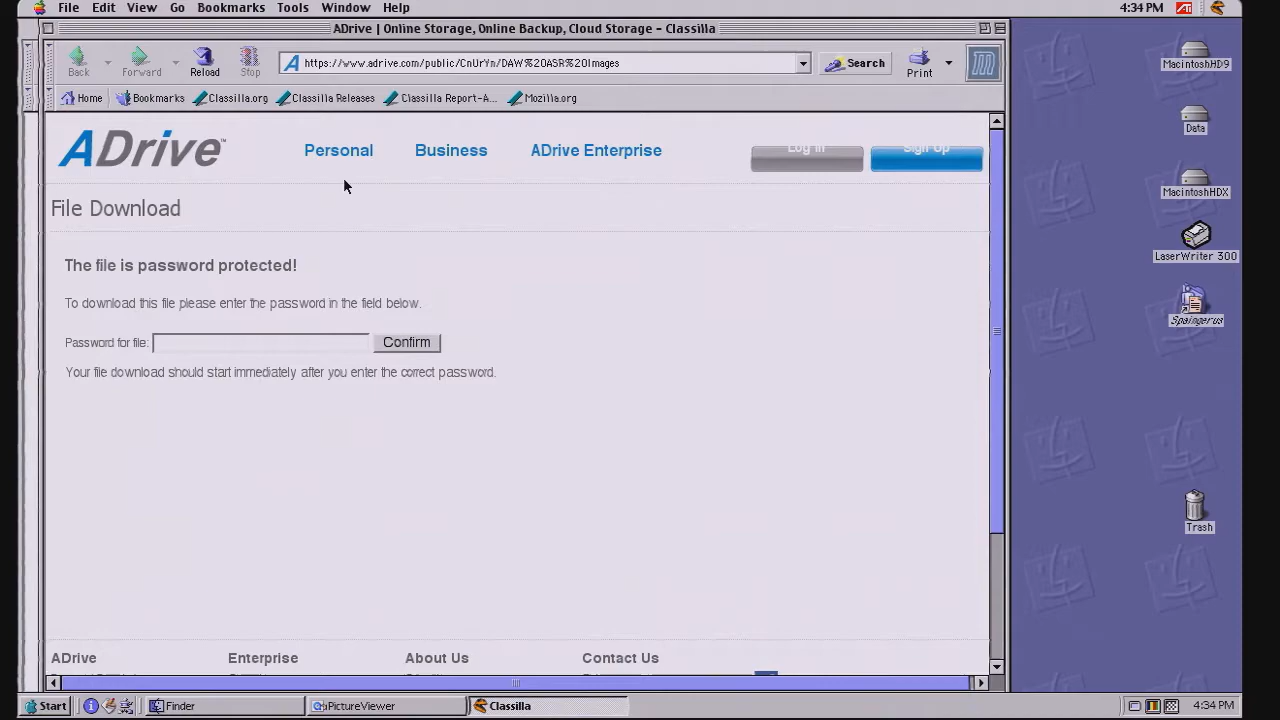 File Edit View Go Bookmarks Tools Window Help 4:34 PM
ADrive | Online Storage, Online Backup, Cloud Storage - Classilla
Back Forward Reload Stop https://www.adrive.com/public/CnUrYn/DAW%20ASR%20Images Search Print
Home Bookmarks Classilla.org Classilla Releases Classilla Report-A... Mozilla.org
ADrive™ Personal Business ADrive Enterprise Log In Sign Up
File Download
The file is password protected!
To download this file please enter the password in the field below.
Password for file: Confirm
Your file download should start immediately after you enter the correct password.
ADrive Enterprise About Us Contact Us
MacintoshHD9
Data
MacintoshHDX
LaserWriter 300
Spaingerus
Trash
Start Finder PictureViewer Classilla 4:34 PM